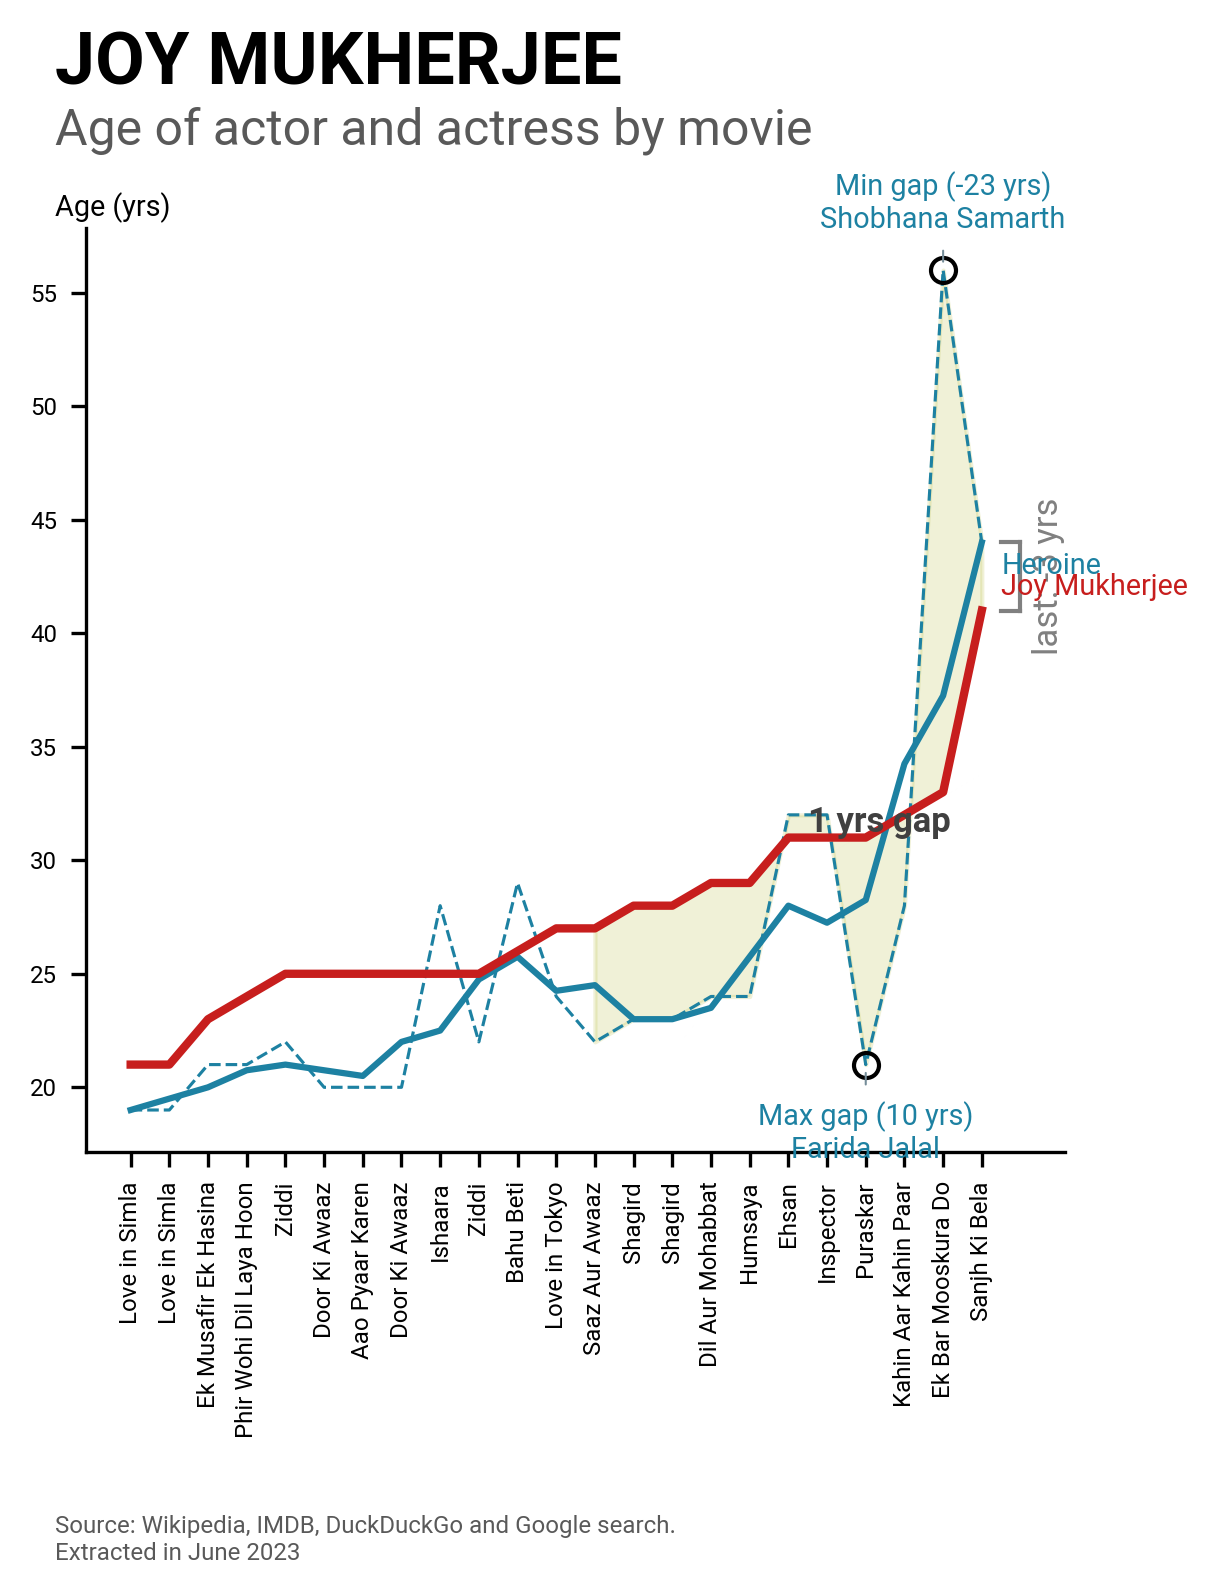 JOY MUKHERJEE
Age of actor and actress by movie
Min gap (-23 yrs)
Shobhana Samarth
Age (yrs)
55
50
45
40
35
30
25
20
last: -3 yrs
Heroine
Joy Mukherjee
1 yrs gap
Max gap (10 yrs)
Farida Jalal
Love in Simla
Love in Simla
Ek Musafir Ek Hasina
Phir Wohi Dil Laya Hoon
Ziddi
Door Ki Awaaz
Aao Pyaar Karen
Door Ki Awaaz
Ishaara
Ziddi
Bahu Beti
Love in Tokyo
Saaz Aur Awaaz
Shagird
Shagird
Dil Aur Mohabbat
Humsaya
Ehsan
Inspector
Puraskar
Kahin Aar Kahin Paar
Ek Bar Mooskura Do
Sanjh Ki Bela
Source: Wikipedia, IMDB, DuckDuckGo and Google search.
Extracted in June 2023